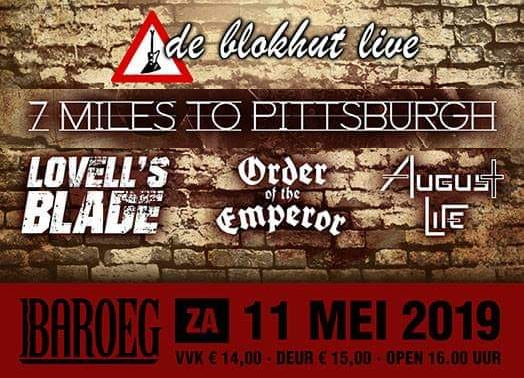 de blokhut live
7 MILES TO PITTSBURGH
LOVELL'S
BLADE
Order
of the
Emperor
August
Life
BAROEG ZA 11 MEI 2019
VVK € 14,00 - DEUR € 15,00 - OPEN 16.00 UUR